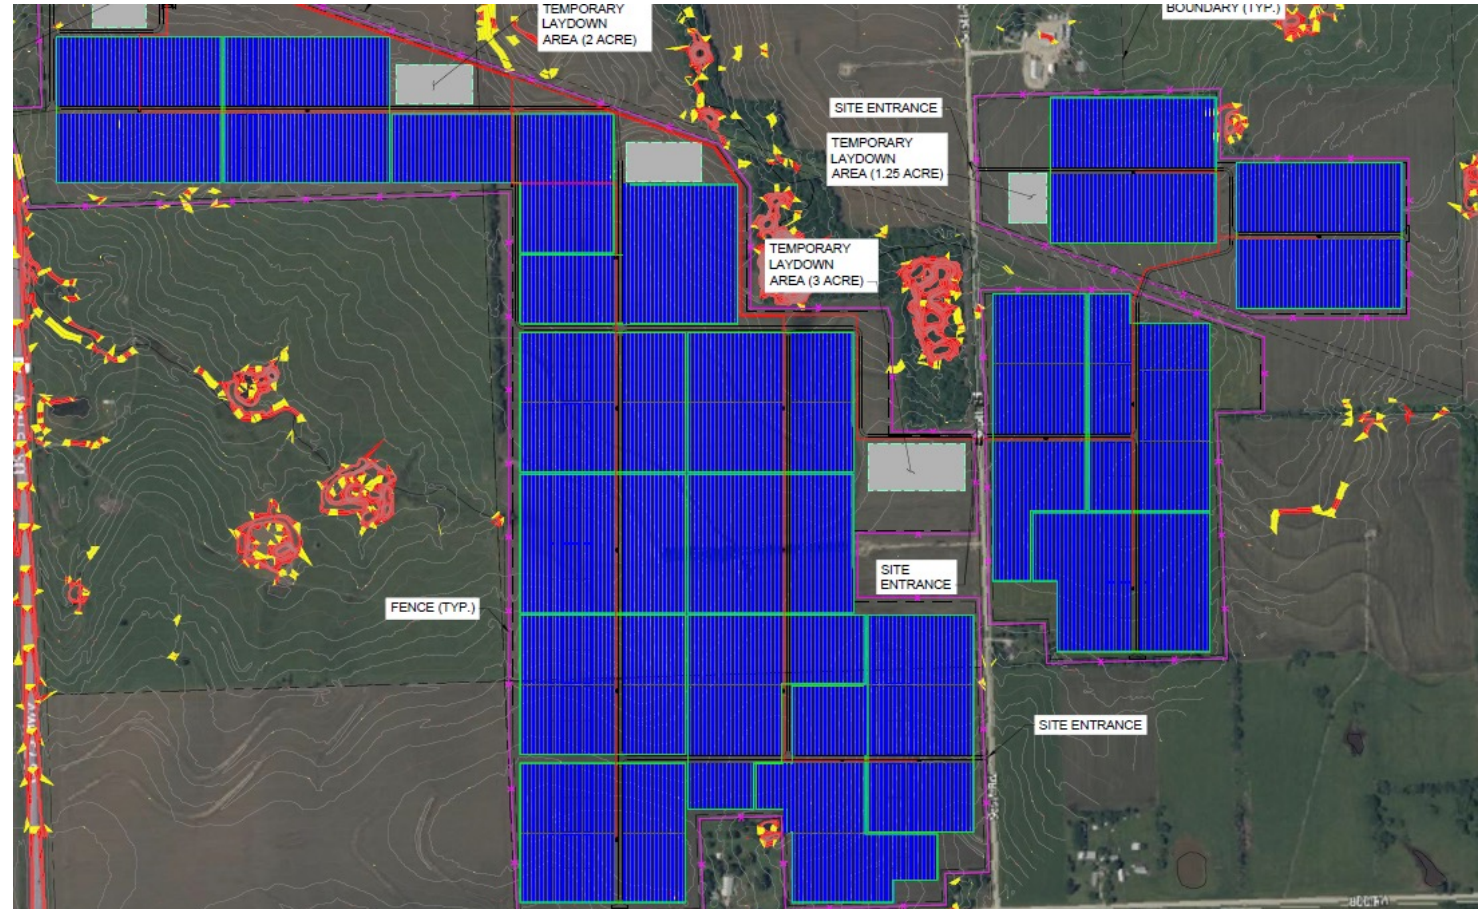 TEMPORARY
LAYDOWN
AREA (2 ACRE)
BOUNDARY (TYP.)
SITE ENTRANCE
TEMPORARY
LAYDOWN
AREA (1.25 ACRE)
TEMPORARY
LAYDOWN
AREA (3 ACRE)
SITE
ENTRANCE
FENCE (TYP.)
SITE ENTRANCE